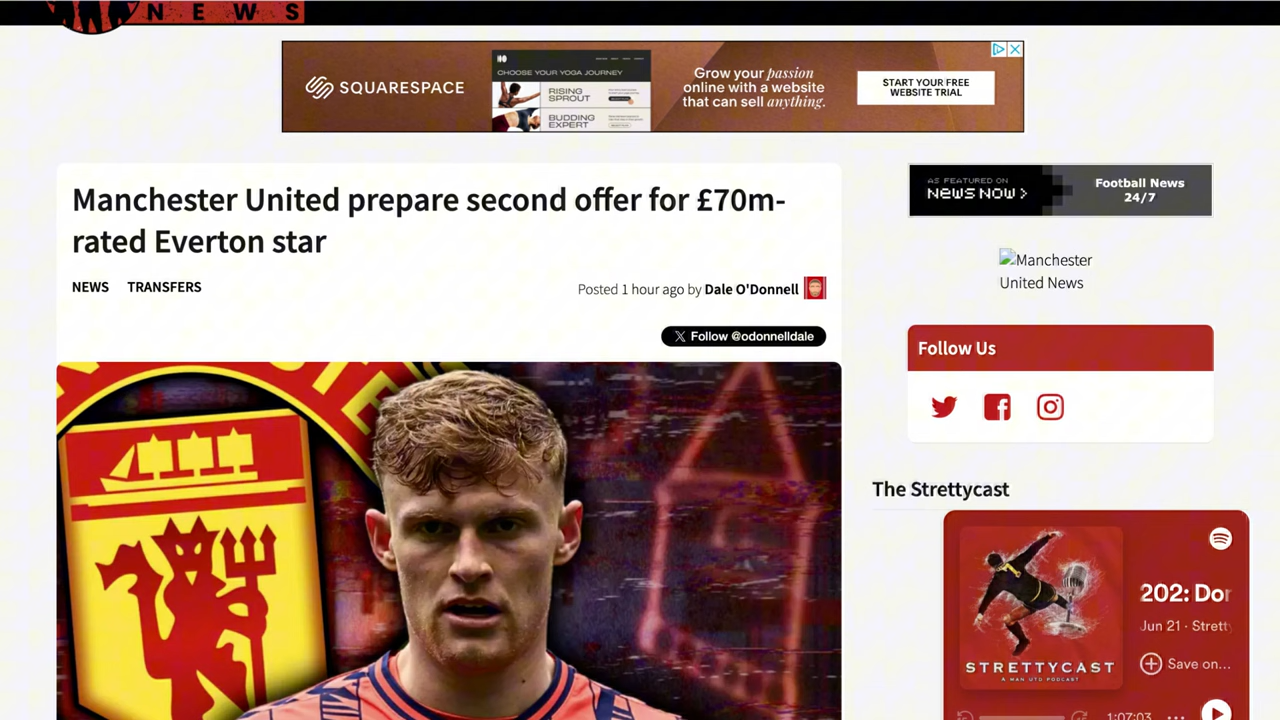 NEWS
SQUARESPACE
CHOOSE YOUR YOGA JOURNEY
RISING
SPROUT
BUDDING
EXPERT
Grow your passion
online with a website
that can sell anything.
START YOUR FREE
WEBSITE TRIAL
Manchester United prepare second offer for £70m-
rated Everton star
NEWS TRANSFERS
Posted 1 hour ago by Dale O'Donnell
Follow @odonnelldale
AS FEATURED ON
NEWS NOW
Football News
24/7
Manchester
United News
Follow Us
The Strettycast
202: Dor
Jun 21 · Stretty
Save on...
STRETTYCAST
A MAN UTD PODCAST
1:07:03